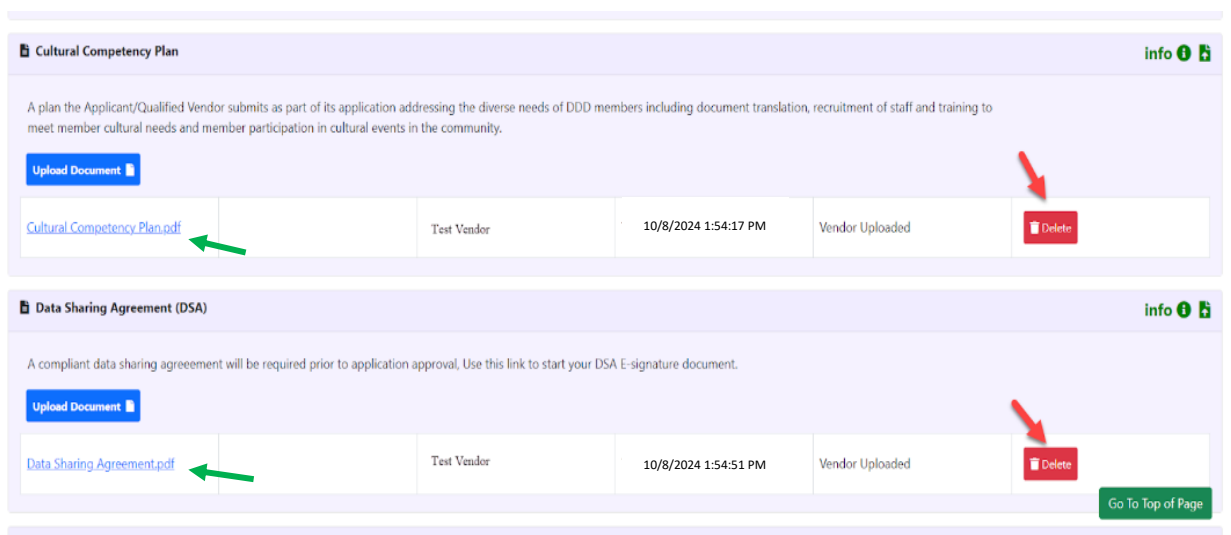 Cultural Competency Plan
info
A plan the Applicant/Qualified Vendor submits as part of its application addressing the diverse needs of DDD members including document translation, recruitment of staff and training to
meet member cultural needs and member participation in cultural events in the community.
Upload Document
Cultural Competency Plan.pdf
Test Vendor
10/8/2024 1:54:17 PM
Vendor Uploaded
Delete
Data Sharing Agreement (DSA)
info
A compliant data sharing agreeement will be required prior to application approval, Use this link to start your DSA E-signature document.
Upload Document
Data Sharing Agreement.pdf
Test Vendor
10/8/2024 1:54:51 PM
Vendor Uploaded
Delete
Go To Top of Page